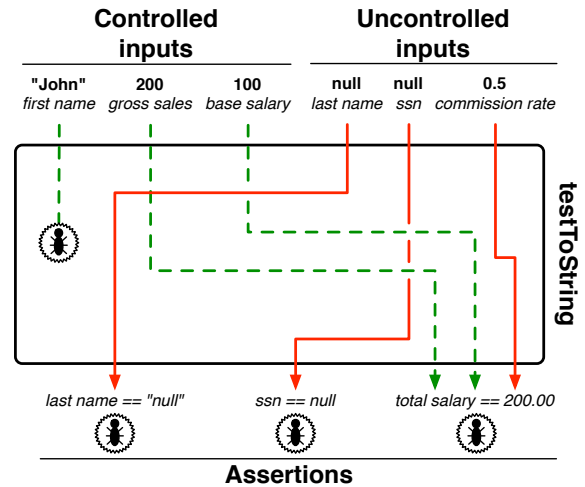 Controlled inputs
Uncontrolled inputs
"John"
first name
200
gross sales
100
base salary
null
last name
null
ssn
0.5
commission rate
testToString
last name == "null"
ssn == null
total salary == 200.00
Assertions